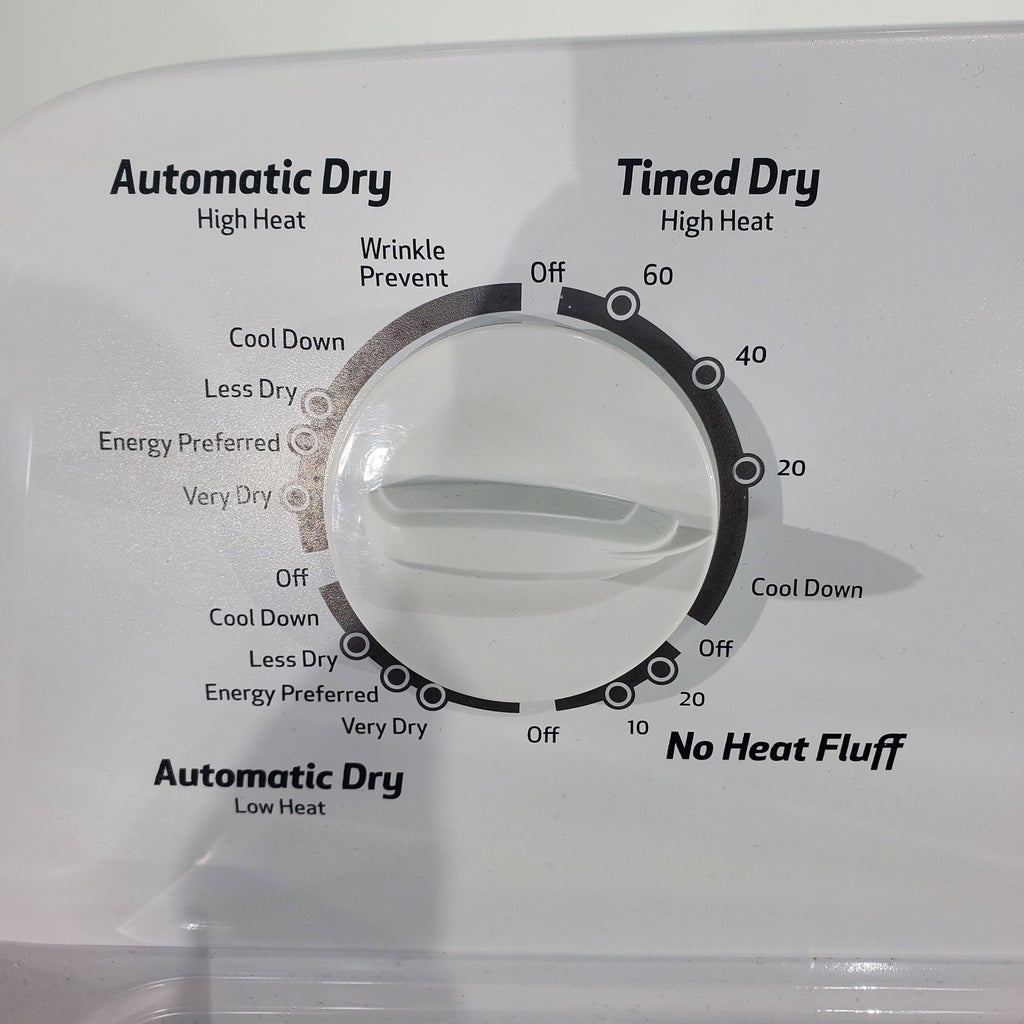 Automatic Dry
High Heat
Timed Dry
High Heat
Wrinkle
Prevent
Off
60
Cool Down
40
Less Dry
Energy Preferred
20
Very Dry
Off
Cool Down
Cool Down
Less Dry
Off
Energy Preferred
20
Very Dry
Off
10
No Heat Fluff
Automatic Dry
Low Heat